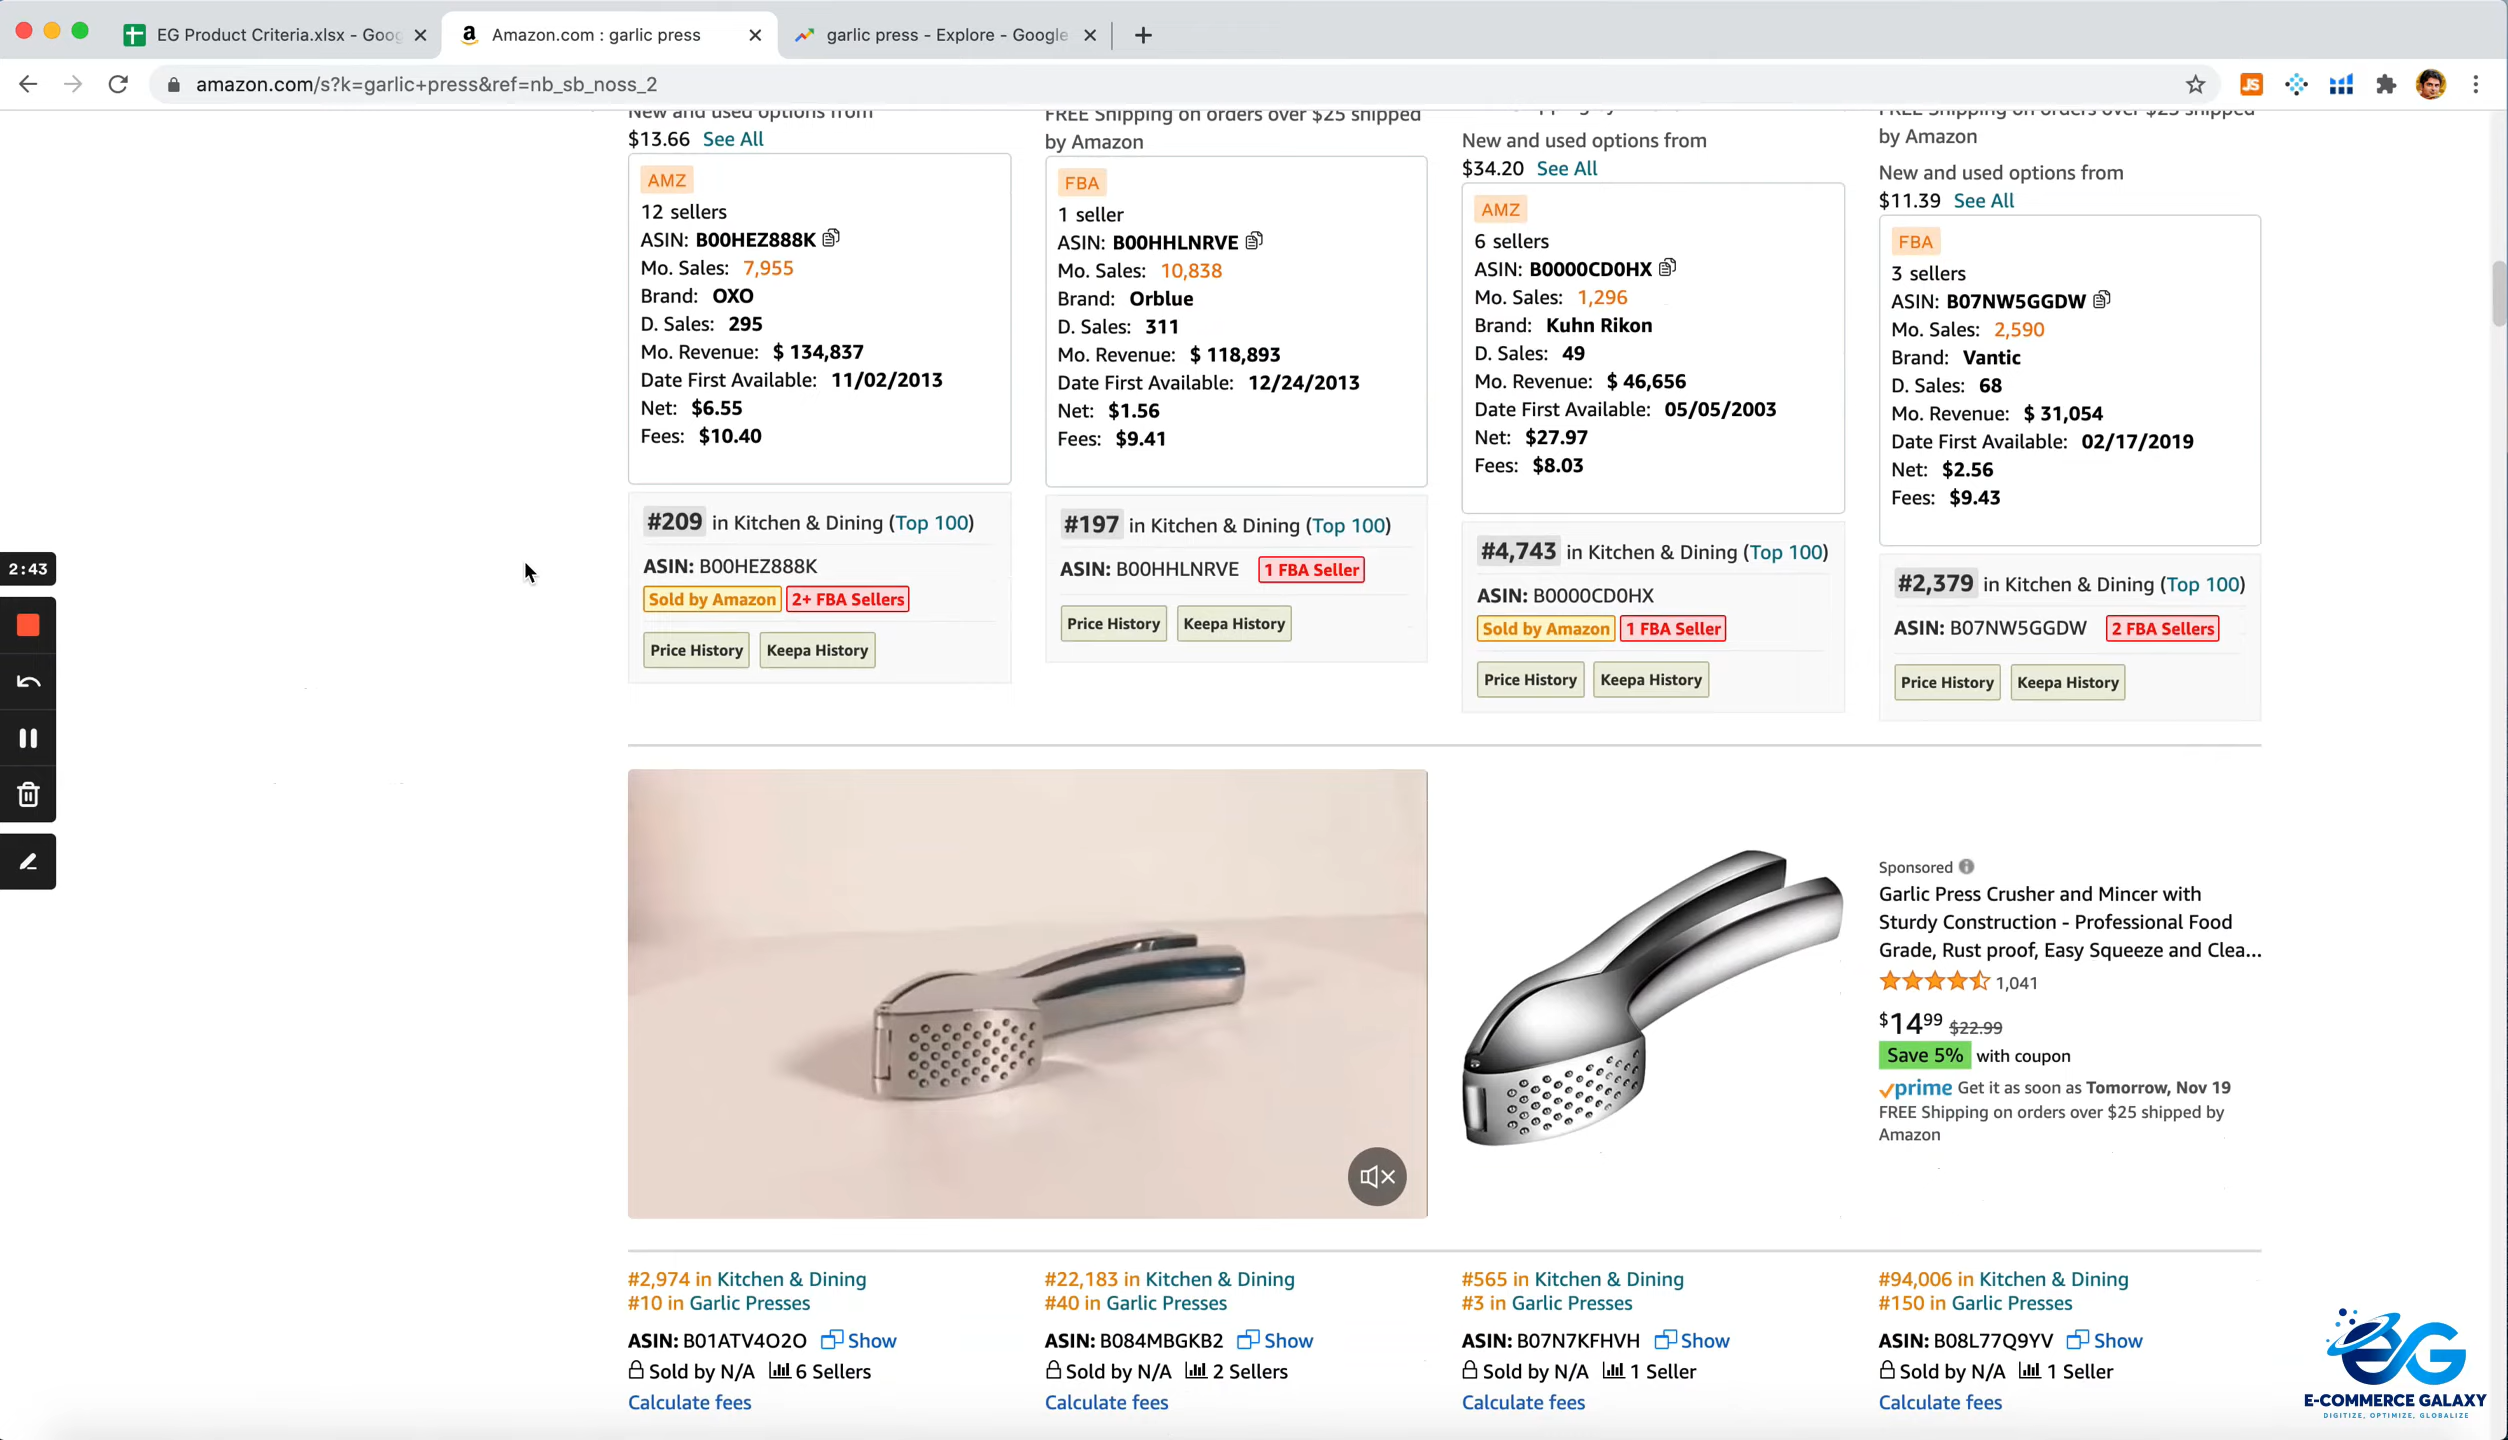 EG Product Criteria.xlsx - Goog
Amazon.com : garlic press
garlic press - Explore - Google
amazon.com/s?k=garlic+press&ref=nb_sb_noss_2
JS
New and used options from
$13.66 See All
AMZ
12 sellers
ASIN: B00HEZ888K
Mo. Sales: 7,955
Brand: OXO
D. Sales: 295
Mo. Revenue: $ 134,837
Date First Available: 11/02/2013
Net: $6.55
Fees: $10.40
#209 in Kitchen & Dining (Top 100)
ASIN: B00HEZ888K
Sold by Amazon 2+ FBA Sellers
Price History Keepa History
FREE Shipping on orders over $25 shipped
by Amazon
FBA
1 seller
ASIN: B00HHLNRVE
Mo. Sales: 10,838
Brand: Orblue
D. Sales: 311
Mo. Revenue: $ 118,893
Date First Available: 12/24/2013
Net: $1.56
Fees: $9.41
#197 in Kitchen & Dining (Top 100)
ASIN: B00HHLNRVE 1 FBA Seller
Price History Keepa History
New and used options from
$34.20 See All
AMZ
6 sellers
ASIN: B0000CD0HX
Mo. Sales: 1,296
Brand: Kuhn Rikon
D. Sales: 49
Mo. Revenue: $ 46,656
Date First Available: 05/05/2003
Net: $27.97
Fees: $8.03
#4,743 in Kitchen & Dining (Top 100)
ASIN: B0000CD0HX
Sold by Amazon 1 FBA Seller
Price History Keepa History
FREE Shipping on orders over $25 shipped
by Amazon
New and used options from
$11.39 See All
FBA
3 sellers
ASIN: B07NW5GGDW
Mo. Sales: 2,590
Brand: Vantic
D. Sales: 68
Mo. Revenue: $ 31,054
Date First Available: 02/17/2019
Net: $2.56
Fees: $9.43
#2,379 in Kitchen & Dining (Top 100)
ASIN: B07NW5GGDW 2 FBA Sellers
Price History Keepa History
2:43
Sponsored
Garlic Press Crusher and Mincer with
Sturdy Construction - Professional Food
Grade, Rust proof, Easy Squeeze and Clea...
1,041
$14 99 $22.99
Save 5% with coupon
prime Get it as soon as Tomorrow, Nov 19
FREE Shipping on orders over $25 shipped by
Amazon
#2,974 in Kitchen & Dining
#10 in Garlic Presses
ASIN: B01ATV4O2O Show
Sold by N/A 6 Sellers
Calculate fees
#22,183 in Kitchen & Dining
#40 in Garlic Presses
ASIN: B084MBGKB2 Show
Sold by N/A 2 Sellers
Calculate fees
#565 in Kitchen & Dining
#3 in Garlic Presses
ASIN: B07N7KFHVH Show
Sold by N/A 1 Seller
Calculate fees
#94,006 in Kitchen & Dining
#150 in Garlic Presses
ASIN: B08L77Q9YV Show
Sold by N/A 1 Seller
Calculate fees
eG
E-COMMERCE GALAXY
DIGITIZE, OPTIMIZE, GLOBALIZE